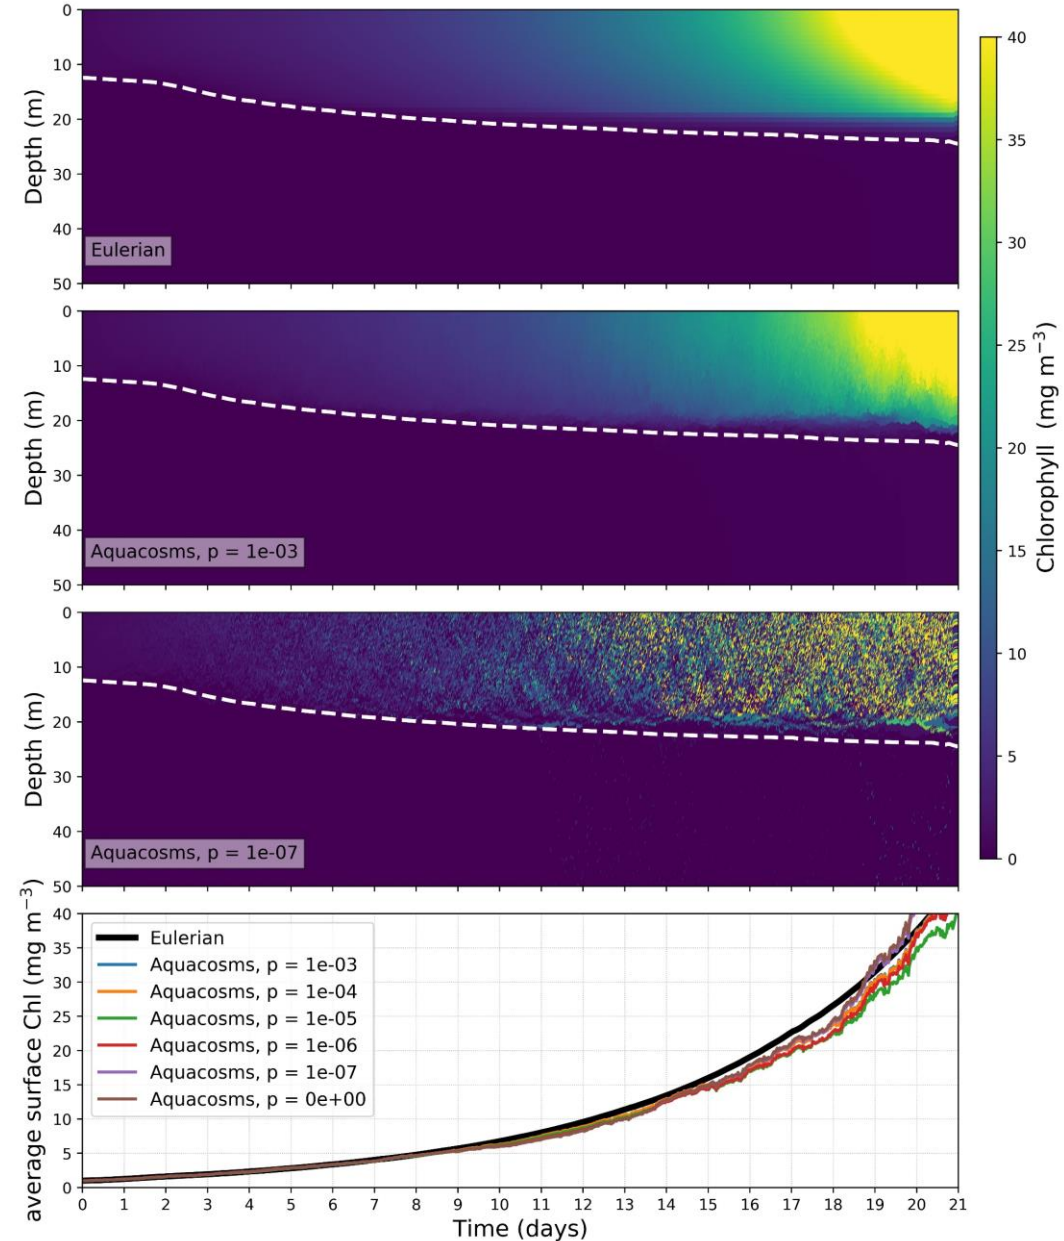 0
10
20
30
40
50
Depth (m)
Eulerian
0
10
20
30
40
50
Depth (m)
Aquacosms, p = 1e-03
0
10
20
30
40
50
Depth (m)
Aquacosms, p = 1e-07
40
35
30
25
20
15
10
5
0
Chlorophyll (mg m⁻³)
40
35
30
25
20
15
10
5
0
average surface Chl (mg m⁻³)
Eulerian
Aquacosms, p = 1e-03
Aquacosms, p = 1e-04
Aquacosms, p = 1e-05
Aquacosms, p = 1e-06
Aquacosms, p = 1e-07
Aquacosms, p = 0e+00
0 1 2 3 4 5 6 7 8 9 10 11 12 13 14 15 16 17 18 19 20 21
Time (days)